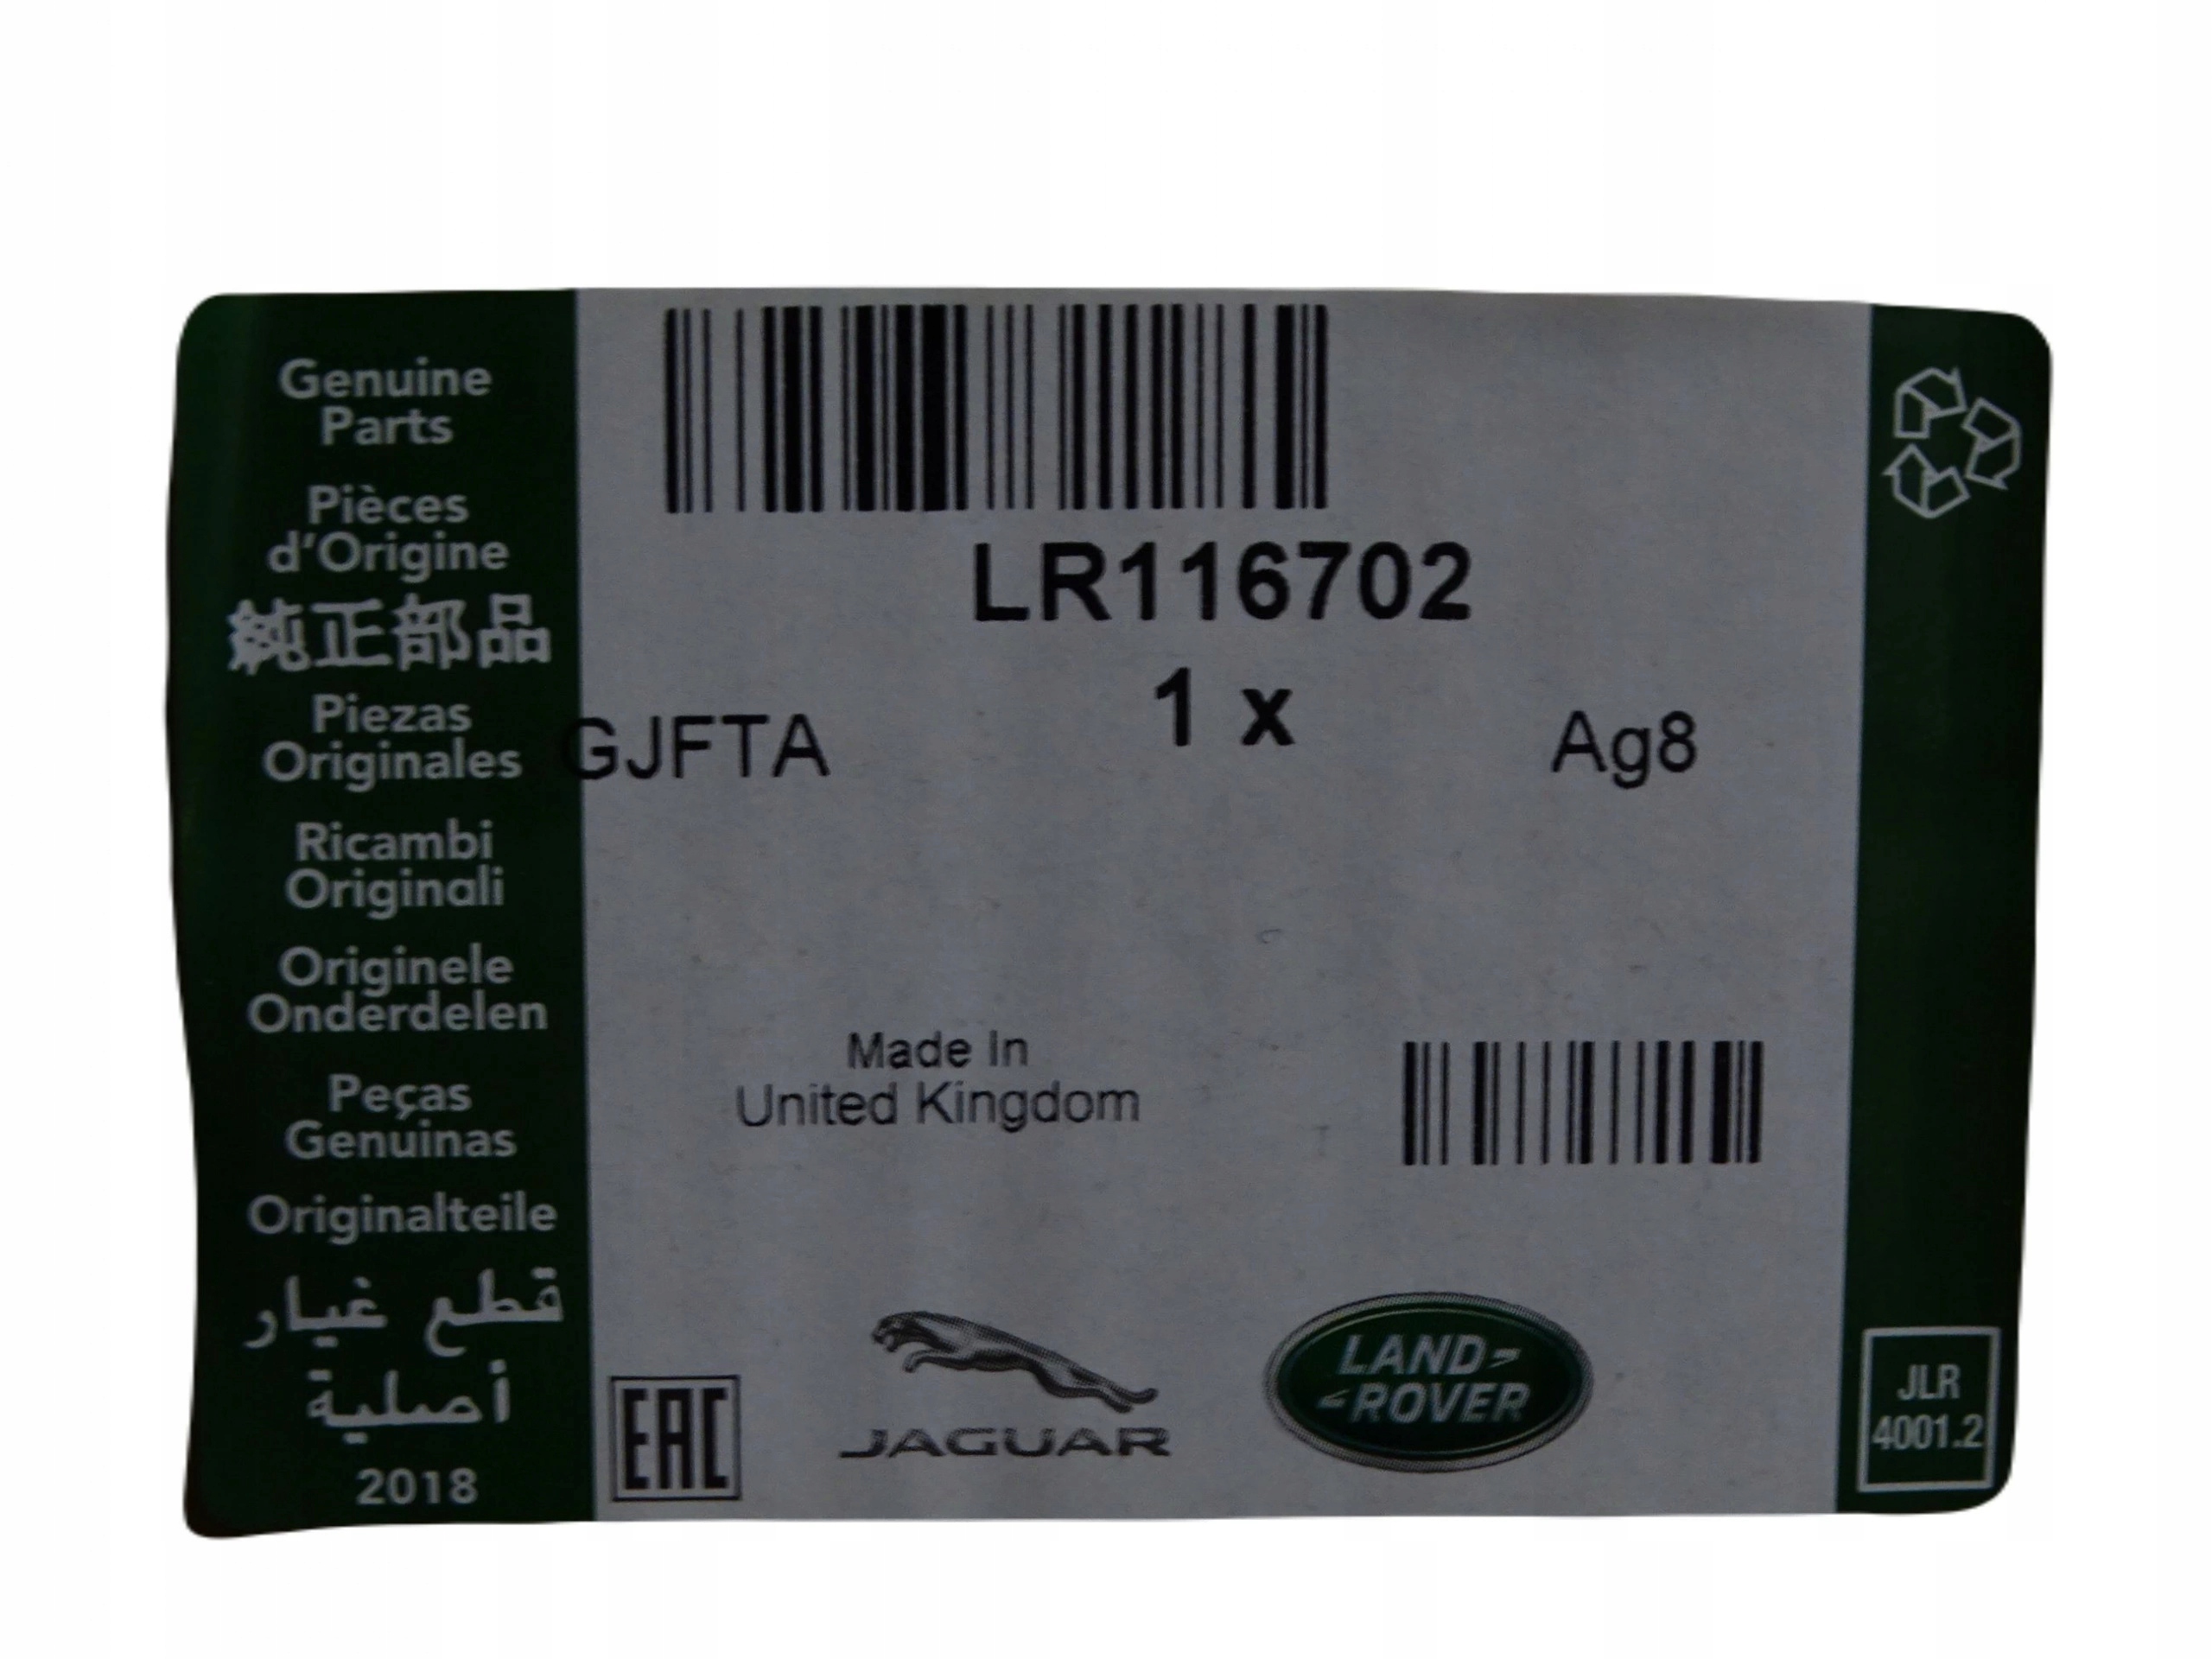 Genuine
Parts
Pièces
d'Origine
純正部品
Piezas
Originales
Ricambi
Originali
Originele
Onderdelen
Peças
Genuinas
Originalteile
قطع غيار
أصلية
2018
LR116702
1 x
GJFTA
Ag8
Made In
United Kingdom
EAC
JAGUAR
LAND
ROVER
JLR
4001.2